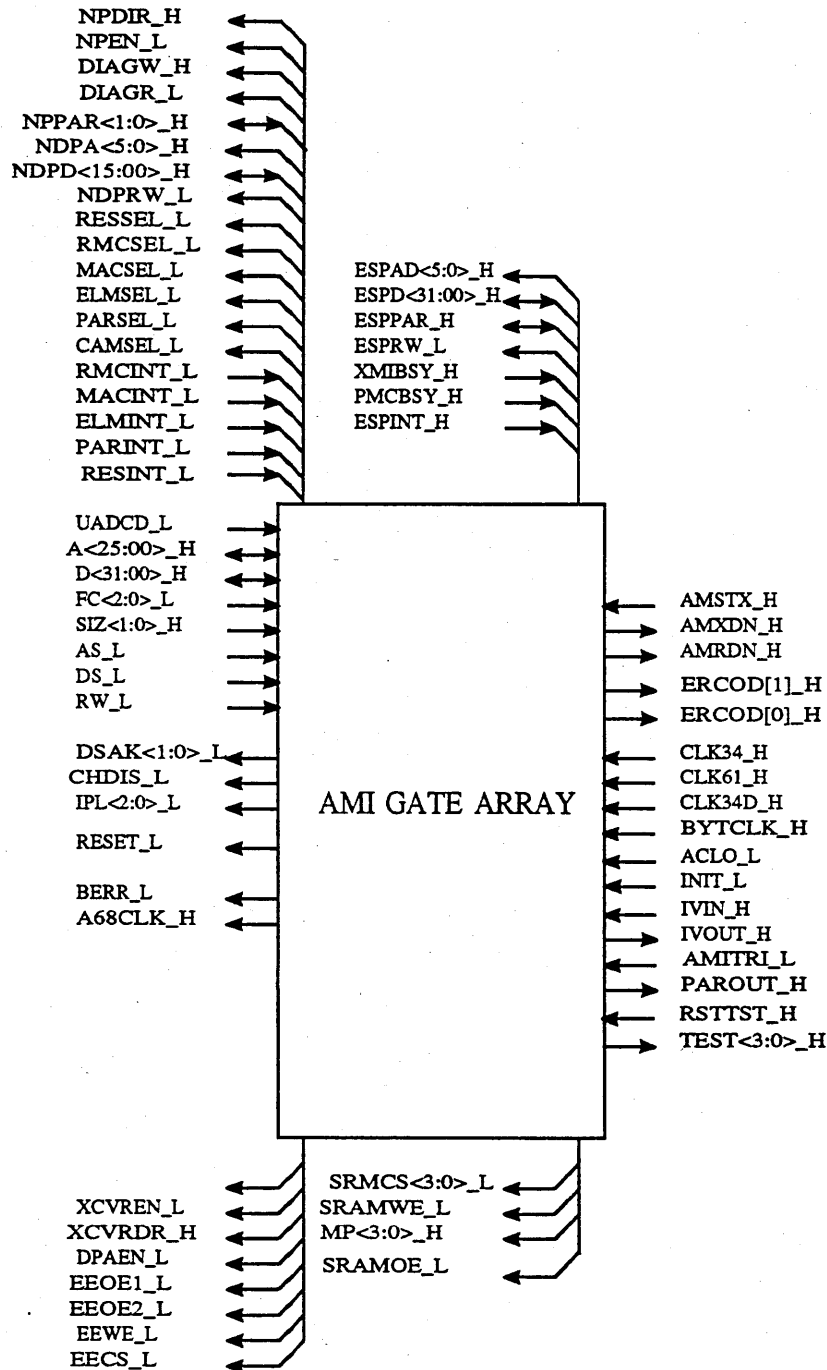 NPDIR_H
NPEN_L
DIAGW_H
DIAGR_L
NPPAR<1:0>_H
NDPA<5:0>_H
NDPD<15:00>_H
NDPRW_L
RESSEL_L
RMCSEL_L
MACSEL_L
ELMSEL_L
PARSEL_L
CAMSEL_L
RMCINT_L
MACINT_L
ELMINT_L
PARINT_L
RESINT_L
ESPAD<5:0>_H
ESPD<31:00>_H
ESPPAR_H
ESPRW_L
XMIBSY_H
PMCBSY_H
ESPINT_H
UADCD_L
A<25:00>_H
D<31:00>_H
FC<2:0>_L
SIZ<1:0>_H
AS_L
DS_L
RW_L
DSAK<1:0>_L
CHDIS_L
IPL<2:0>_L
RESET_L
BERR_L
A68CLK_H
AMI GATE ARRAY
AMSTX_H
AMXDN_H
AMRDN_H
ERCOD[1]_H
ERCOD[0]_H
CLK34_H
CLK61_H
CLK34D_H
BYTCLK_H
ACLO_L
INIT_L
IVIN_H
IVOUT_H
AMITRI_L
PAROUT_H
RSTTST_H
TEST<3:0>_H
XCVREN_L
XCVRDR_H
DPAEN_L
EEOE1_L
EEOE2_L
EEWE_L
EECS_L
SRMCS<3:0>_L
SRAMWE_L
MP<3:0>_H
SRAMOE_L